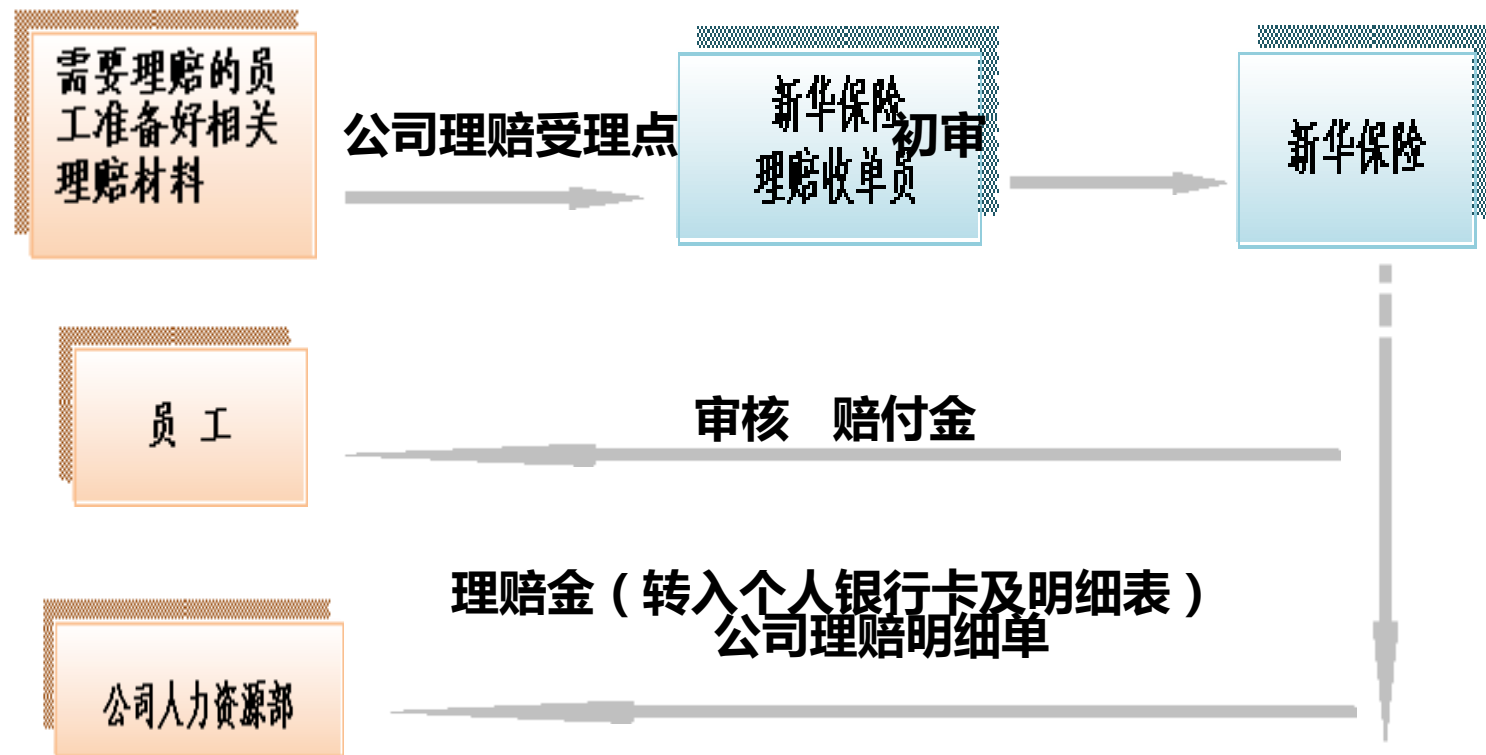 需要理赔的员
工准备好相关
理赔材料
公司理赔受理点
新华保险
理赔收单员
初审
新华保险
员 工
审核 赔付金
理赔金（转入个人银行卡及明细表）
公司理赔明细单
公司人力资源部